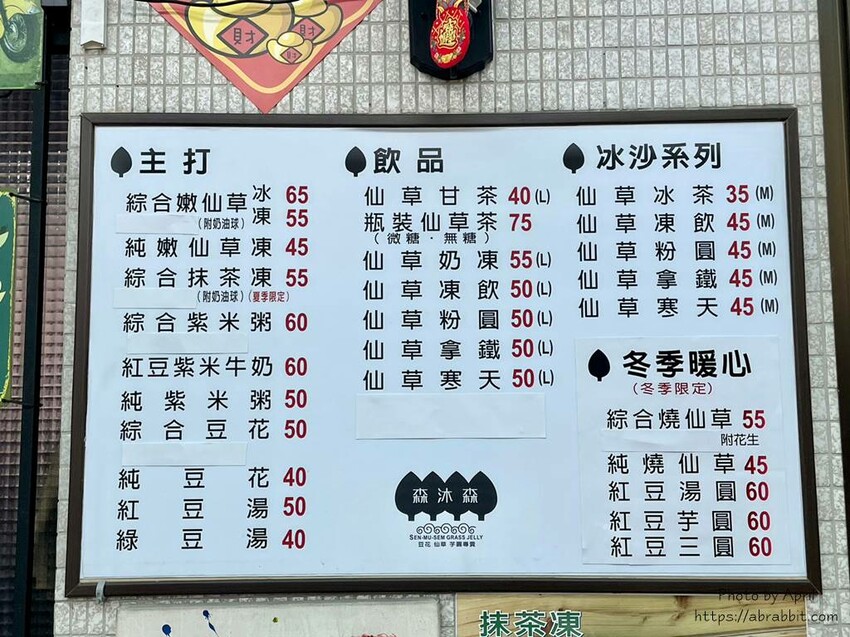 財 財
主打
綜合嫩仙草 冰 65
凍 55
(附奶油球)
純嫩仙草凍 45
綜合抹茶凍 55
(附奶油球)(夏季限定)
綜合紫米粥 60
紅豆紫米牛奶 60
純紫米粥 50
綜合豆花 50
純豆花 40
紅豆湯 50
綠豆湯 40
飲品
仙草甘茶 40(L)
瓶裝仙草茶 75
(微糖·無糖)
仙草奶凍 55(L)
仙草凍飲 50(L)
仙草粉圓 50(L)
仙草拿鐵 50(L)
仙草寒天 50(L)
森沐森
SEN-MU-SEM GRASS JELLY
豆花 仙草 芋圓專賣
冰沙系列
仙草冰茶 35(M)
仙草凍飲 45(M)
仙草粉圓 45(M)
仙草拿鐵 45(M)
仙草寒天 45(M)
冬季暖心
(冬季限定)
綜合燒仙草 55
附花生
純燒仙草 45
紅豆湯圓 60
紅豆芋圓 60
紅豆三圓 60
抹茶凍
Photo by April
https://abrabbit.com/